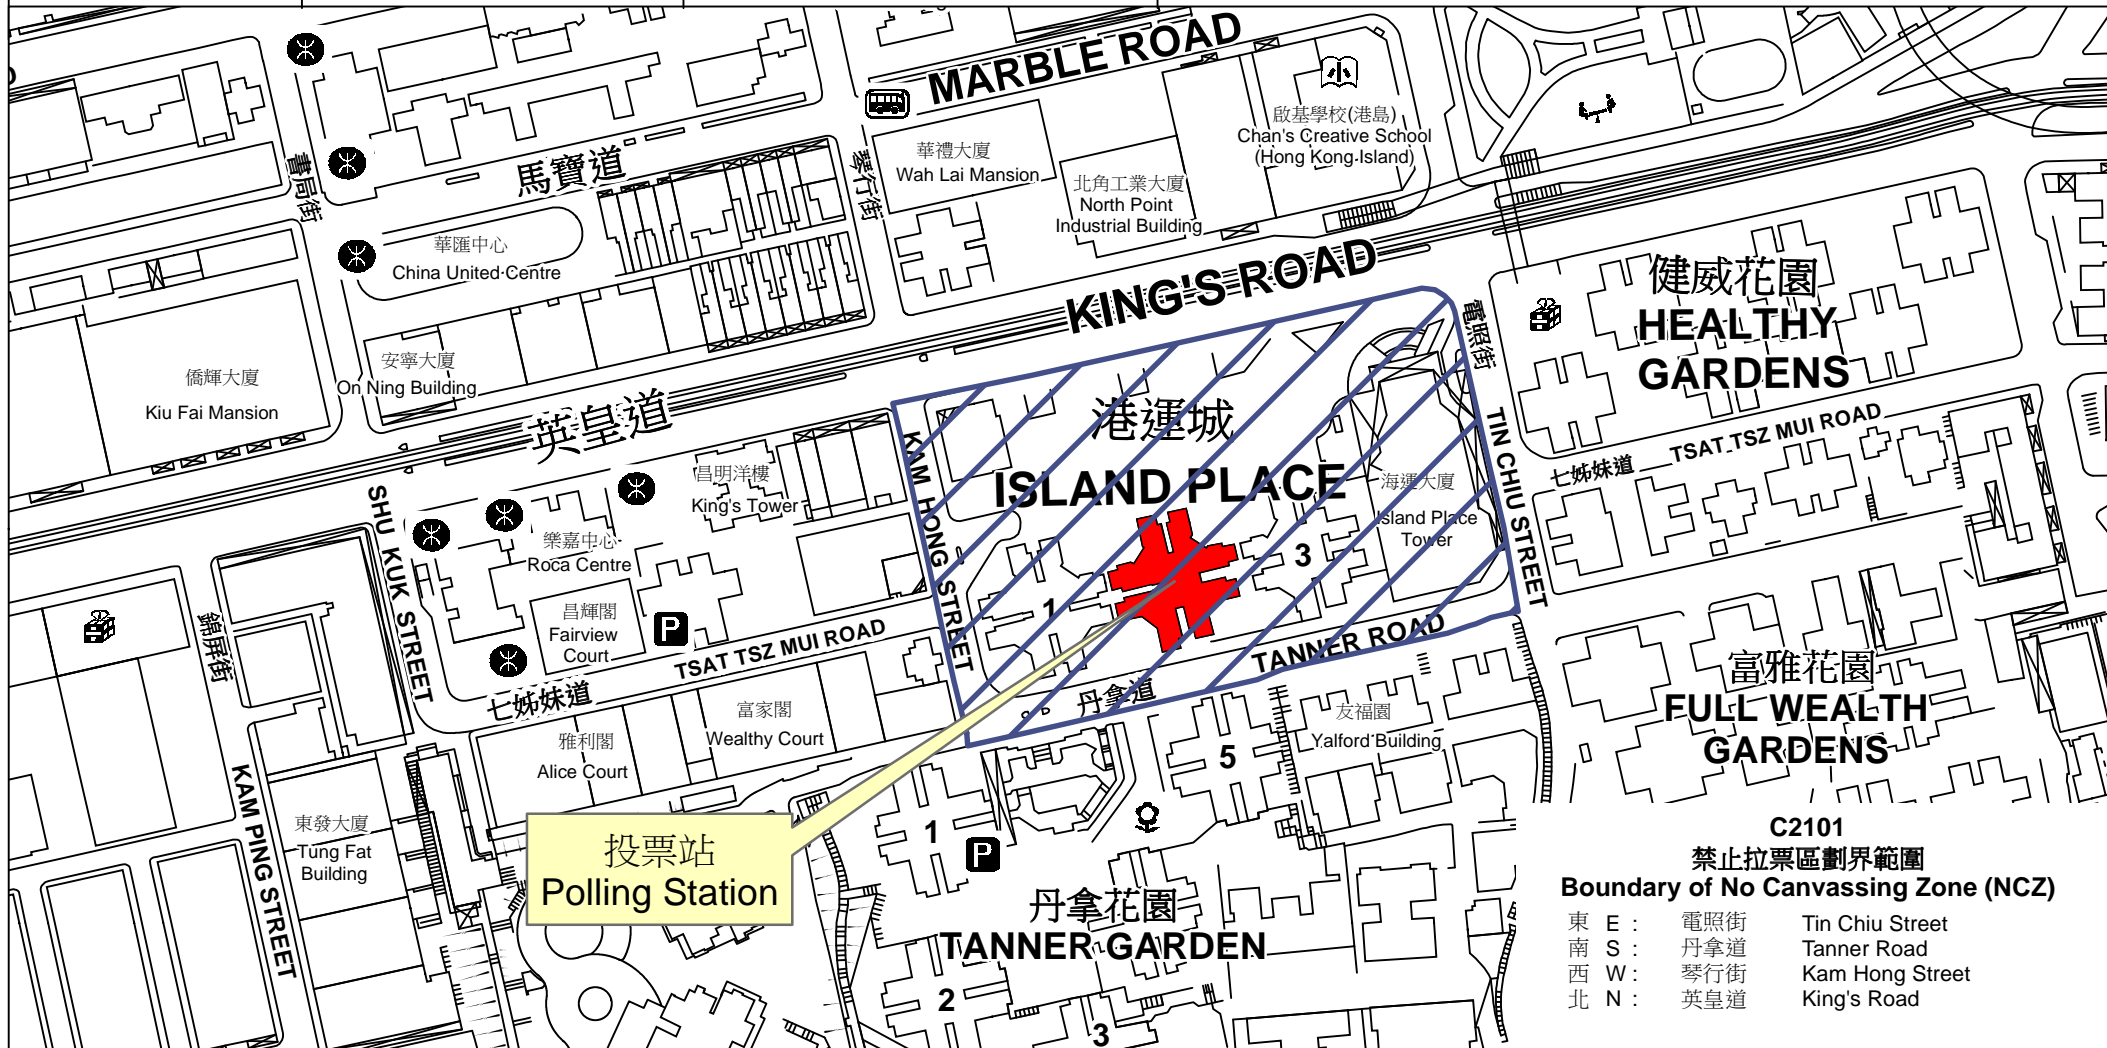 MARBLE ROAD
馬寶道
書局街
琴行街
啟基學校(港島)
Chan's Creative School
(Hong Kong Island)
華禮大廈
Wah Lai Mansion
北角工業大廈
North Point
Industrial Building
華匯中心
China United Centre
KING'S ROAD
英皇道
健威花園
HEALTHY
GARDENS
電照街
安寧大廈
On Ning Building
僑輝大廈
Kiu Fai Mansion
港運城
ISLAND PLACE
KAM HONG STREET
TIN CHIU STREET
TSAT TSZ MUI ROAD
七姊妹道
昌明洋樓
King's Tower
海運大廈
Island Place
Tower
SHU KUK STREET
樂嘉中心
Roca Centre
昌輝閣
Fairview
Court
P
1
3
錦屏街
TSAT TSZ MUI ROAD
七姊妹道
TANNER ROAD
丹拿道
富雅花園
FULL WEALTH
GARDENS
富家閣
Wealthy Court
雅利閣
Alice Court
友福園
Yalford Building
5
KAM PING STREET
東發大廈
Tung Fat
Building
投票站
Polling Station
1
P
丹拿花園
TANNER GARDEN
2
3
C2101
禁止拉票區劃界範圍
Boundary of No Canvassing Zone (NCZ)
東 E : 電照街 Tin Chiu Street
南 S : 丹拿道 Tanner Road
西 W : 琴行街 Kam Hong Street
北 N : 英皇道 King's Road